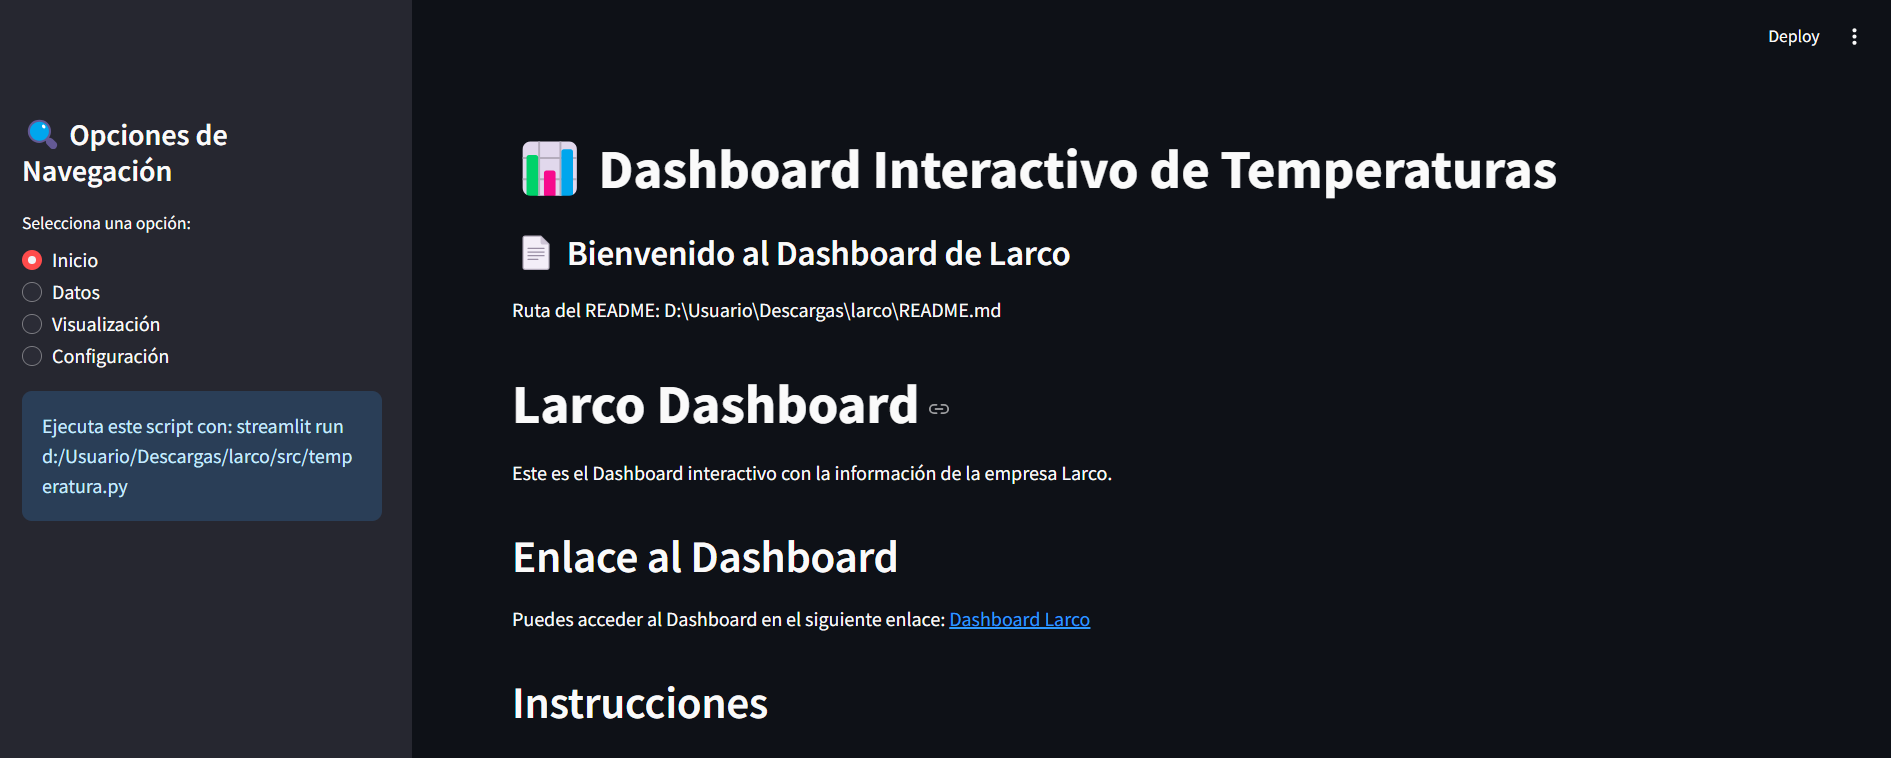 Deploy
Opciones de
Navegación
Selecciona una opción:
Inicio
Datos
Visualización
Configuración
Ejecuta este script con: streamlit run
d:/Usuario/Descargas/larco/src/temp
eratura.py
Dashboard Interactivo de Temperaturas
Bienvenido al Dashboard de Larco
Ruta del README: D:\Usuario\Descargas\larco\README.md
Larco Dashboard
Este es el Dashboard interactivo con la información de la empresa Larco.
Enlace al Dashboard
Puedes acceder al Dashboard en el siguiente enlace: Dashboard Larco
Instrucciones